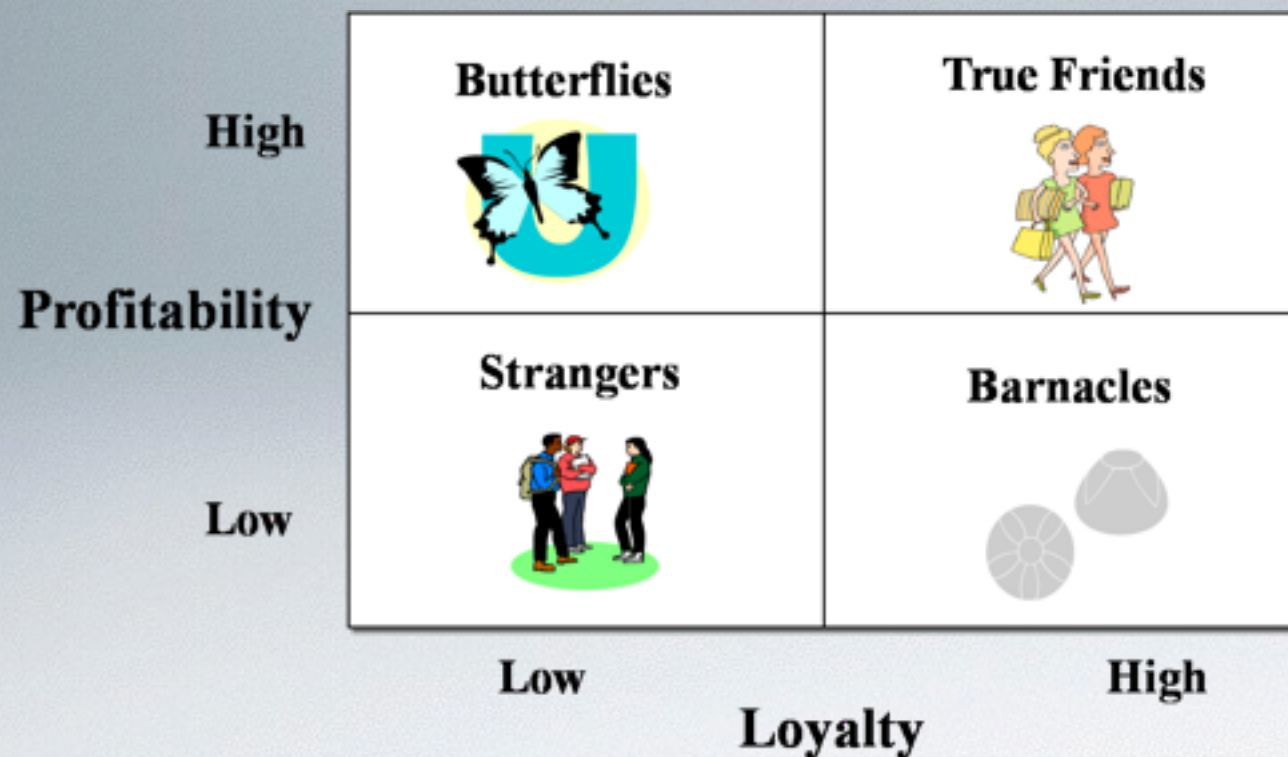 Butterflies
True Friends
High
Profitability
Strangers
Barnacles
Low
Low
High
Loyalty